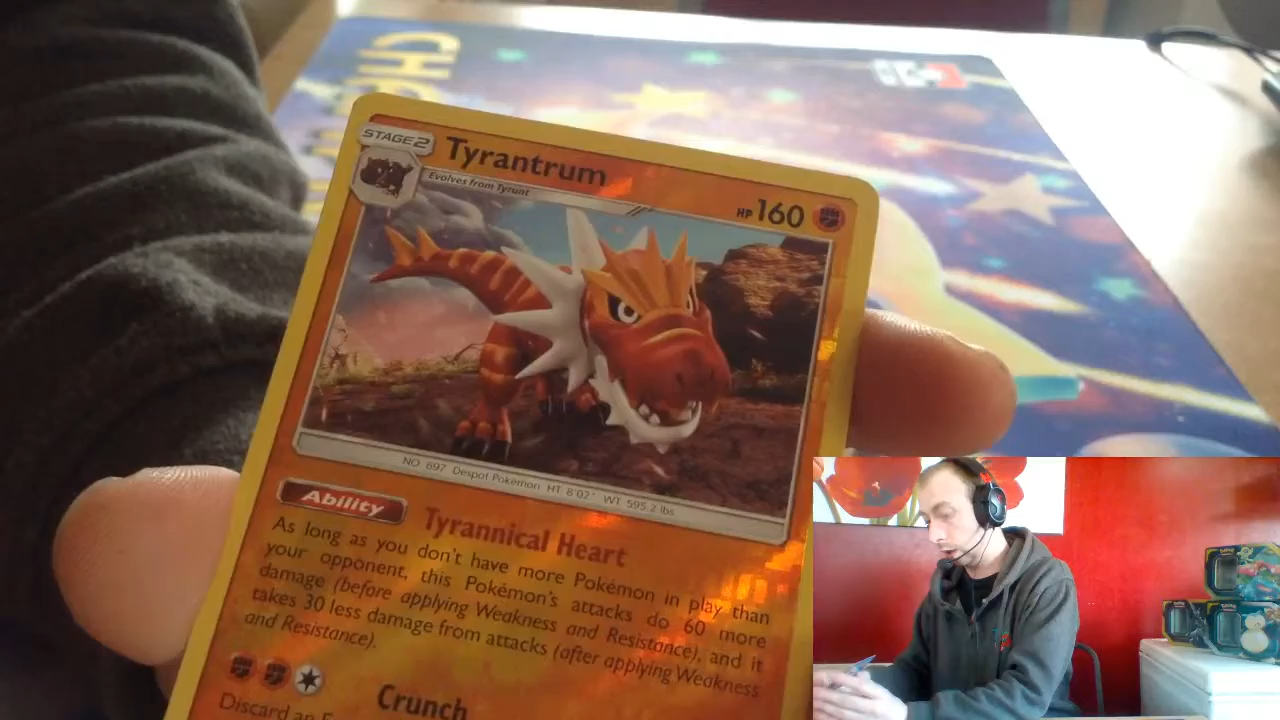 STAGE2
Tyrantrum
Evolves from Tyrunt
HP 160
NO. 697 Despot Pokémon HT: 8'02" WT: 595.2 lbs
Ability
Tyrannical Heart
As long as you don't have more Pokémon in play than
your opponent, this Pokémon's attacks do 60 more
damage (before applying Weakness and Resistance), and it
takes 30 less damage from attacks (after applying Weakness
and Resistance).
Crunch
Discard an